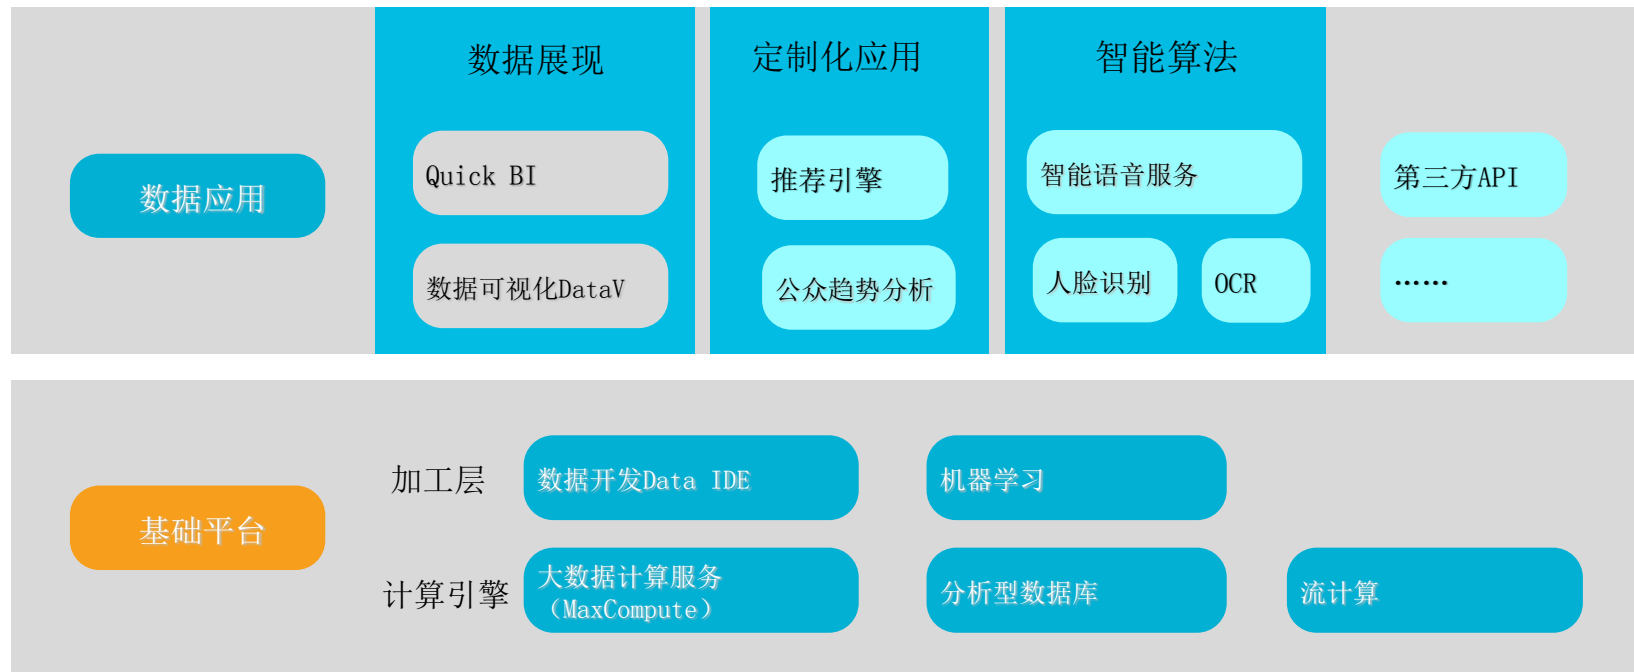 数据展现
定制化应用
智能算法
数据应用
Quick BI
推荐引擎
智能语音服务
第三方API
数据可视化DataV
公众趋势分析
人脸识别
OCR
……
基础平台
加工层
数据开发Data IDE
机器学习
计算引擎
大数据计算服务
（MaxCompute）
分析型数据库
流计算